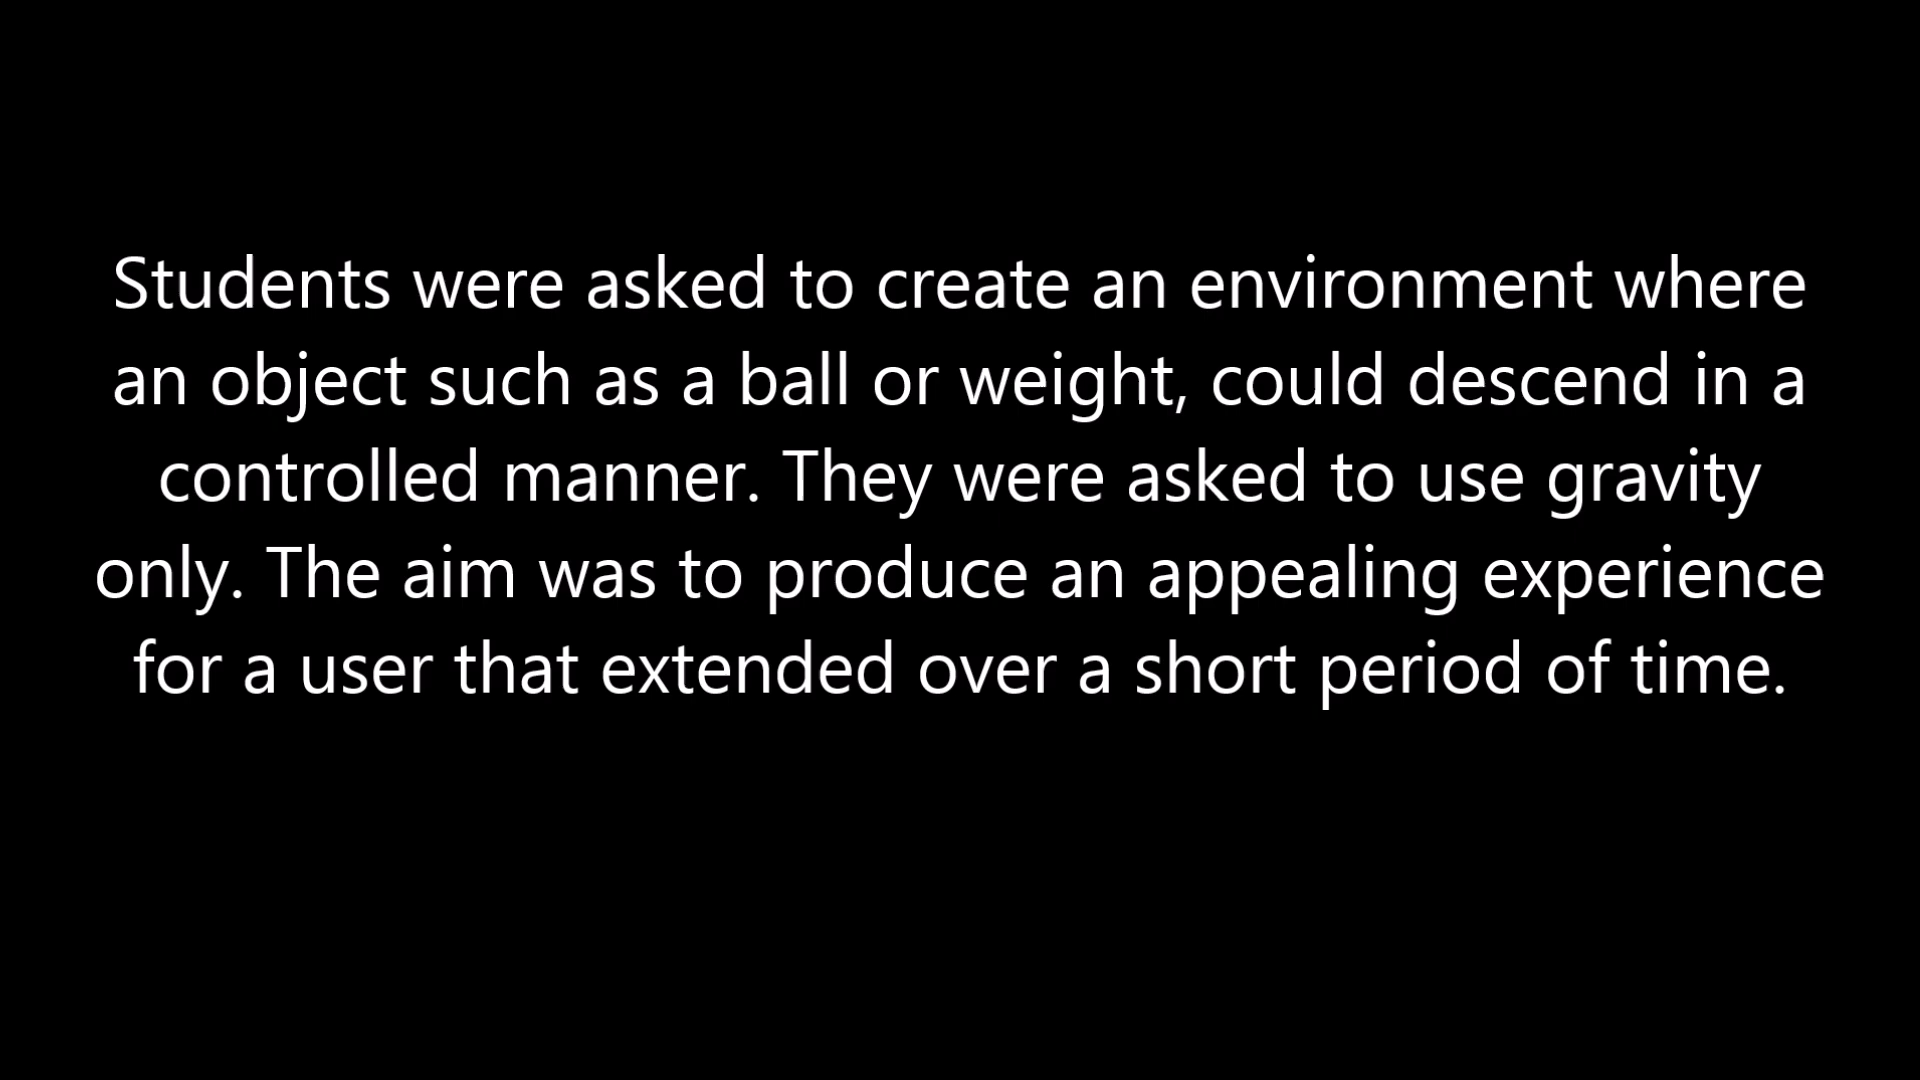 Students were asked to create an environment where
an object such as a ball or weight, could descend in a
controlled manner. They were asked to use gravity
only. The aim was to produce an appealing experience
for a user that extended over a short period of time.